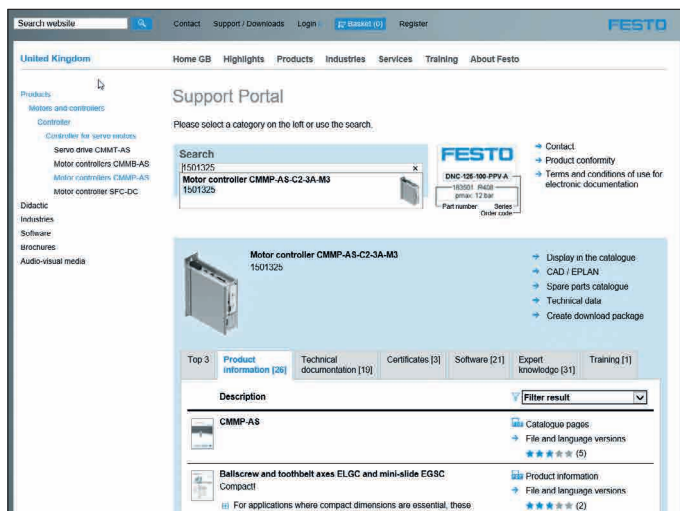 Search website
Contact Support / Downloads Login Basket (0) Register
FESTO
United Kingdom
Home GB Highlights Products Industries Services Training About Festo
Products
Motors and controllers
Controller
Controller for servo motors
Servo drive CMMT-AS
Motor controllers CMMB-AS
Motor controllers CMMP-AS
Motor controller SFC-DC
Didactic
Industries
Software
Brochures
Audio-visual media
Support Portal
Please select a category on the left or use the search.
Search
1501325 ×
Motor controller CMMP-AS-C2-3A-M3
1501325
FESTO
DNC-125-100-PPV-A
163501 R408
pmax: 12 bar
Part number Series
Order code
Contact
Product conformity
Terms and conditions of use for
electronic documentation
Motor controller CMMP-AS-C2-3A-M3
1501325
Display in the catalogue
CAD / EPLAN
Spare parts catalogue
Technical data
Create download package
Top 3
Product
information [26]
Technical
documentation [19]
Certificates [3]
Software [21]
Expert
knowledge [31]
Training [1]
Description
Filter result
CMMP-AS
Catalogue pages
File and language versions
(5)
Ballscrew and toothbelt axes ELGC and mini-slide EGSC
Compact!
For applications where compact dimensions are essential, these
Product information
File and language versions
(2)